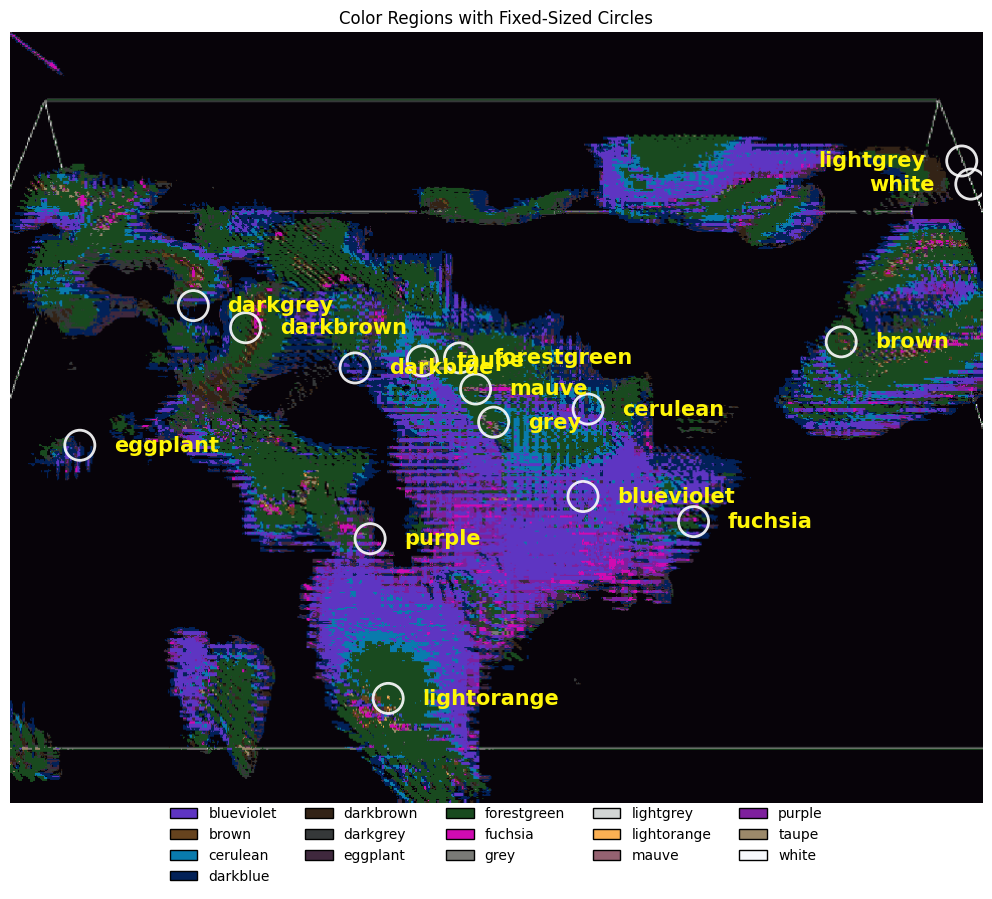 Color Regions with Fixed-Sized Circles
lightgrey
white
darkgrey
darkbrown
forestgreen
taupe
darkblue
brown
mauve
cerulean
grey
eggplant
blueviolet
fuchsia
purple
lightorange
blueviolet darkbrown forestgreen lightgrey purple
brown darkgrey fuchsia lightorange taupe
cerulean eggplant grey mauve white
darkblue